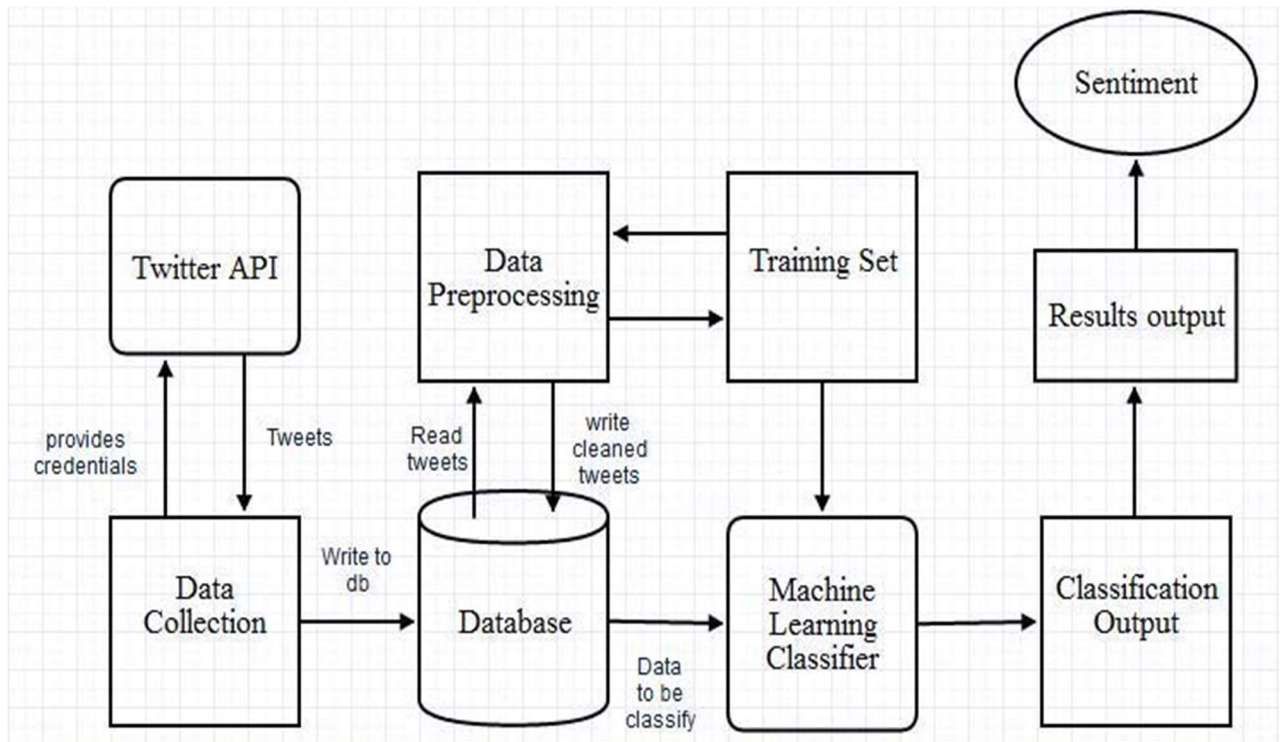 Sentiment
Twitter API
Data
Preprocessing
Training Set
Results output
provides
credentials
Tweets
Read
tweets
write
cleaned
tweets
Data
Collection
Write to
db
Database
Data
to be
classify
Machine
Learning
Classifier
Classification
Output